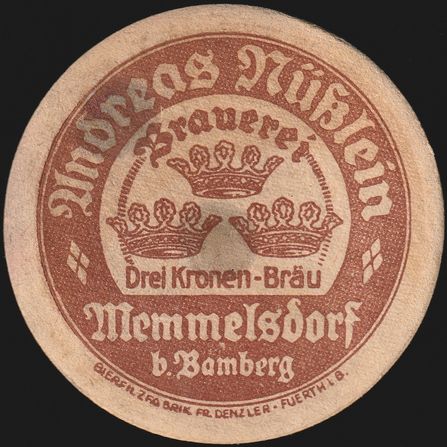 Andreas Nüßlein
Brauerei
Drei Kronen-Bräu
Memmelsdorf
b. Bamberg
BIERFILZFABRIK FR. DENZLER - FUERTH I. B.